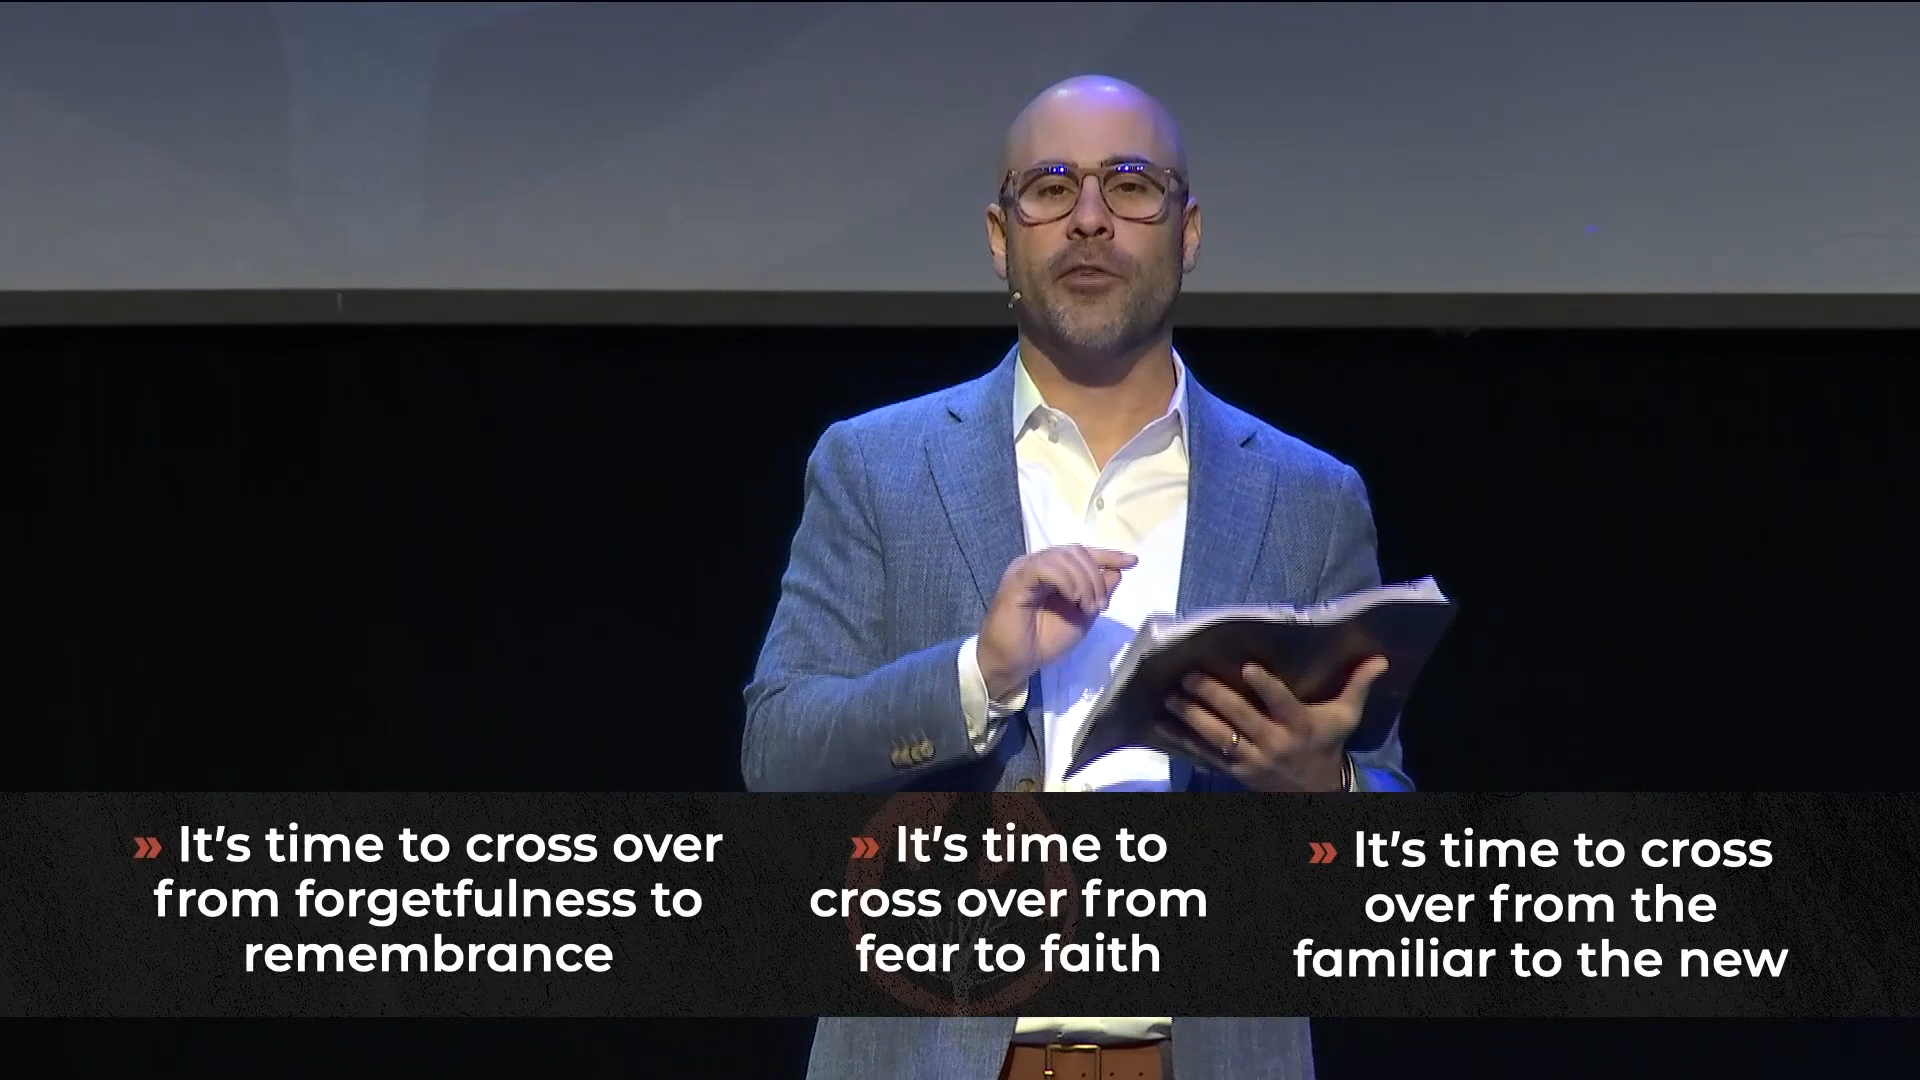 » It's time to cross over
from forgetfulness to
remembrance
» It's time to
cross over from
fear to faith
» It's time to cross
over from the
familiar to the new